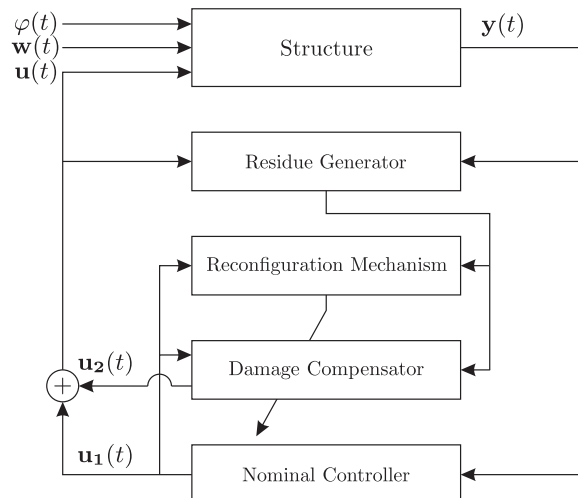 φ(t)
w(t)
u(t)
Structure
y(t)
Residue Generator
Reconfiguration Mechanism
Damage Compensator
u₂(t)
+
u₁(t)
Nominal Controller